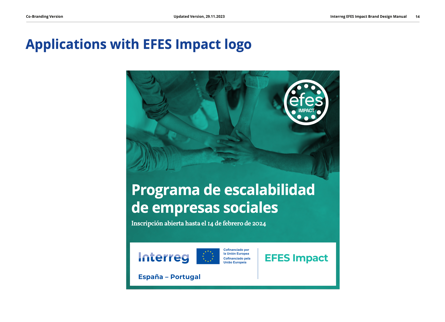 Co-Branding Version
Updated Version, 29.11.2023
Interreg EFES Impact Brand Design Manual 14
Applications with EFES Impact logo
efes
IMPACT
Programa de escalabilidad
de empresas sociales
Inscripción abierta hasta el 14 de febrero de 2024
Interreg
Cofinanciado por
la Unión Europea
Cofinanciado pela
União Europeia
EFES Impact
España – Portugal